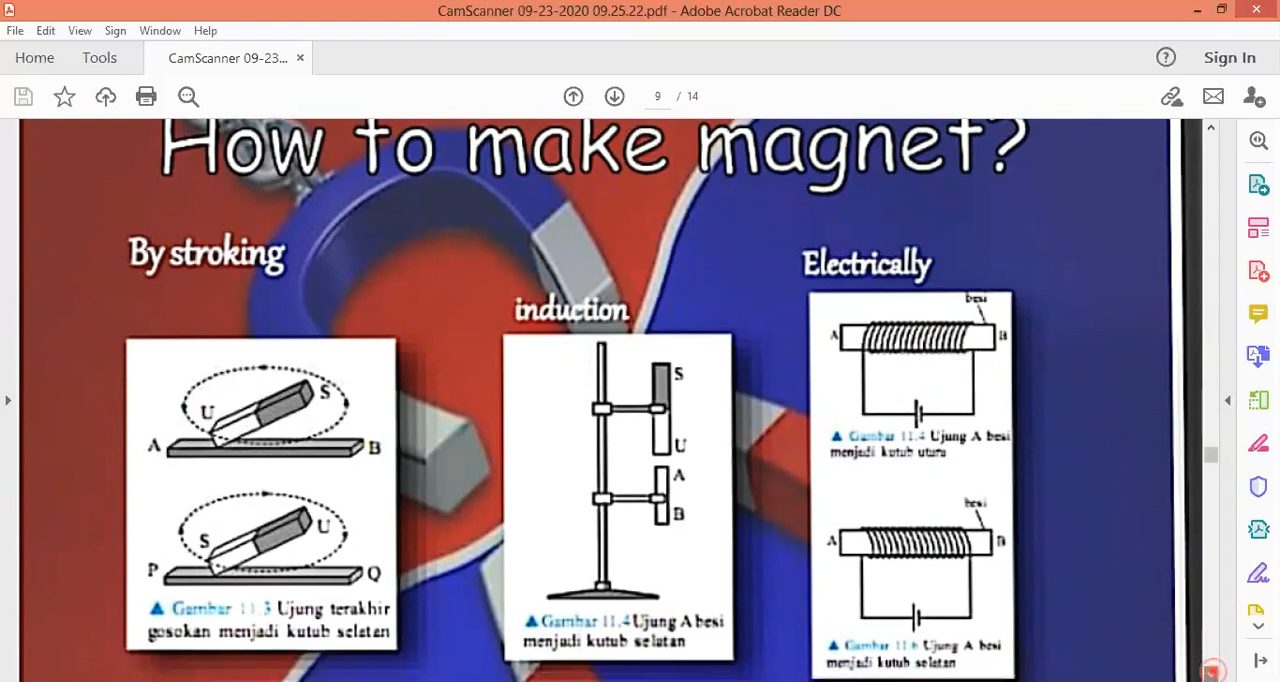 CamScanner 09-23-2020 09.25.22.pdf - Adobe Acrobat Reader DC
File Edit View Sign Window Help
Home Tools CamScanner 09-23... × Sign In
9 / 14
How to make magnet?
By stroking
induction
Electrically
U S
A B
S U
P Q
▲ Gambar 11.3 Ujung terakhir
gosokan menjadi kutub selatan
S
U
A
B
▲ Gambar 11.4 Ujung A besi
menjadi kutub selatan
besi
A B
▲ Gambar 11.4 Ujung A besi
menjadi kutub utara
besi
A B
▲ Gambar 11.6 Ujung A besi
menjadi kutub selatan